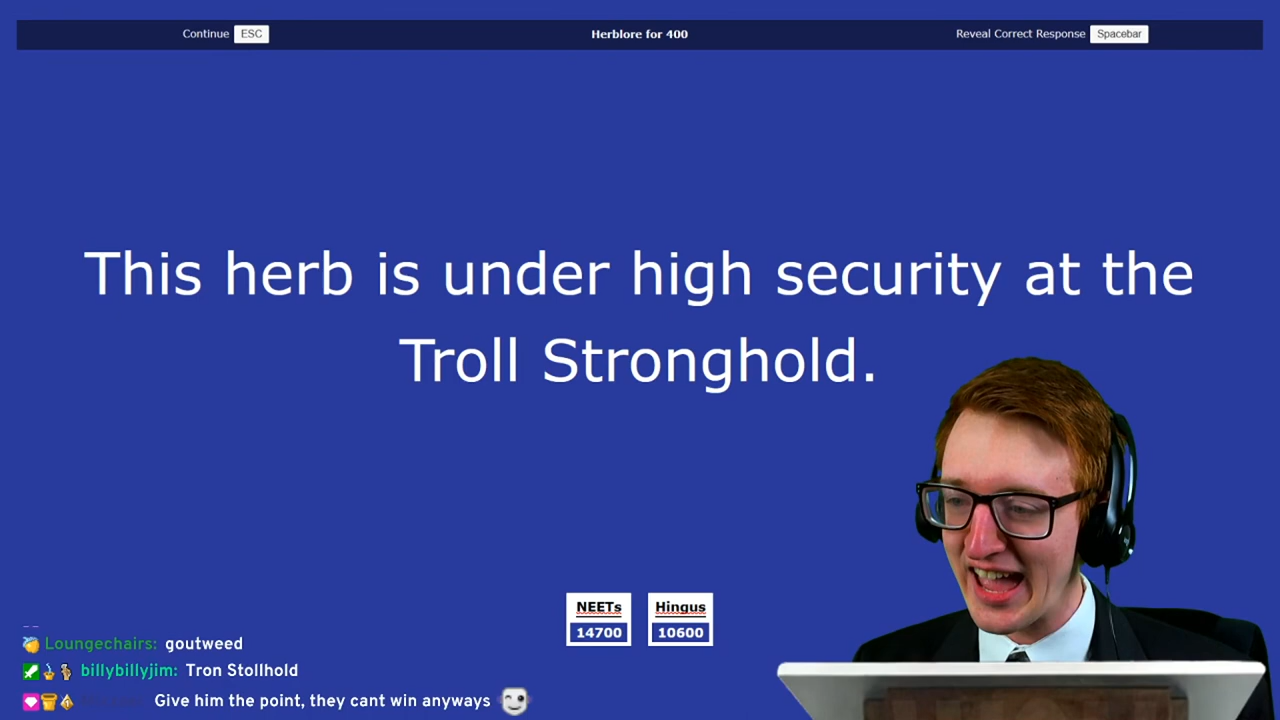 Continue ESC
Herblore for 400
Reveal Correct Response Spacebar
This herb is under high security at the
Troll Stronghold.
NEETs
14700
Hingus
10600
Loungechairs: goutweed
billybillyjim: Tron Stollhold
Give him the point, they cant win anyways